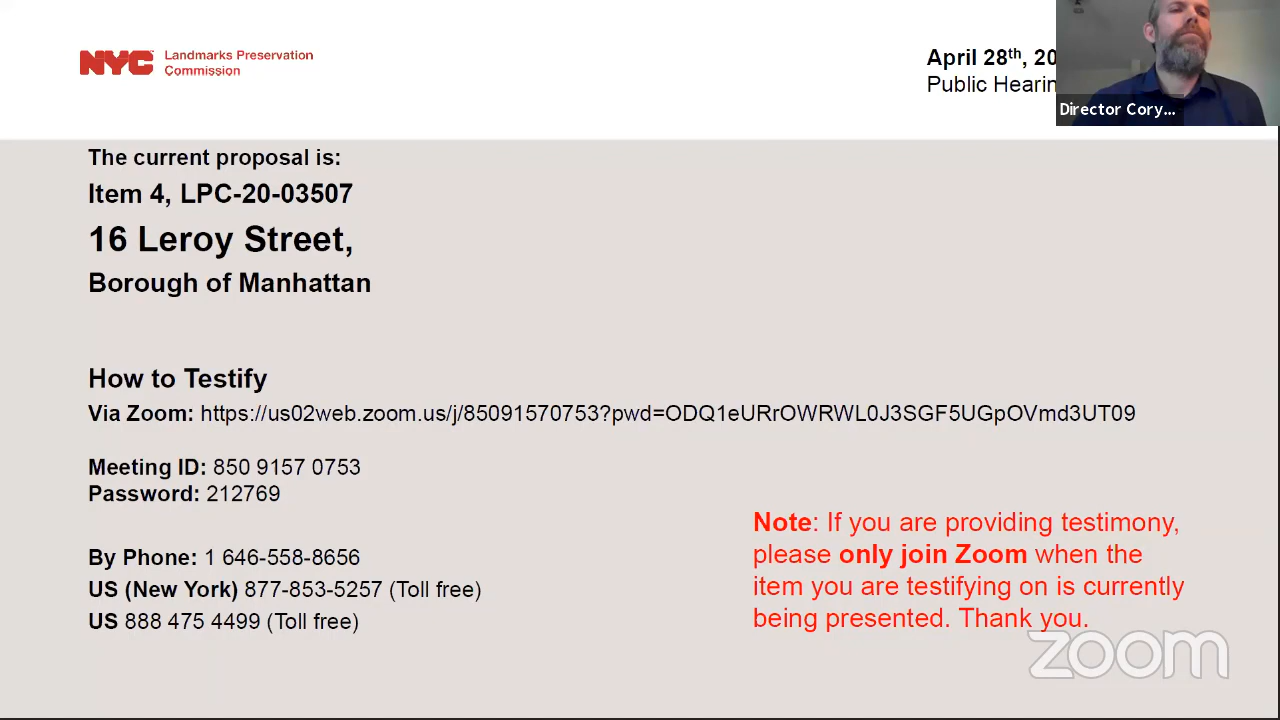 NYC Landmarks Preservation
Commission
April 28th, 20
Public Hearin
Director Cory...
The current proposal is:
Item 4, LPC-20-03507
16 Leroy Street,
Borough of Manhattan
How to Testify
Via Zoom: https://us02web.zoom.us/j/85091570753?pwd=ODQ1eURrOWRWL0J3SGF5UGpOVmd3UT09
Meeting ID: 850 9157 0753
Password: 212769
By Phone: 1 646-558-8656
US (New York) 877-853-5257 (Toll free)
US 888 475 4499 (Toll free)
Note: If you are providing testimony,
please only join Zoom when the
item you are testifying on is currently
being presented. Thank you.
zoom